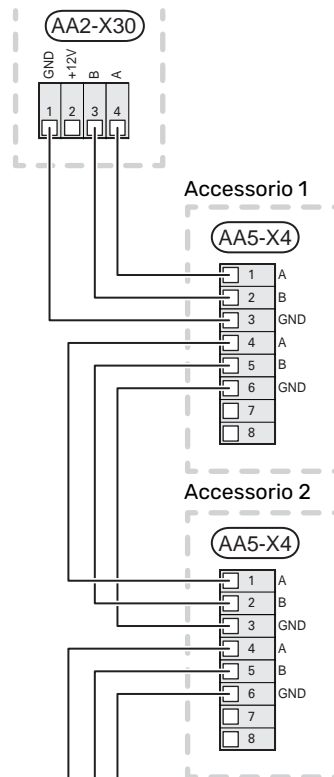 AA2-X30
GND +12V B A
1 2 3 4
Accessorio 1
AA5-X4
1 A
2 B
3 GND
4 A
5 B
6 GND
7
8
Accessorio 2
AA5-X4
1 A
2 B
3 GND
4 A
5 B
6 GND
7
8